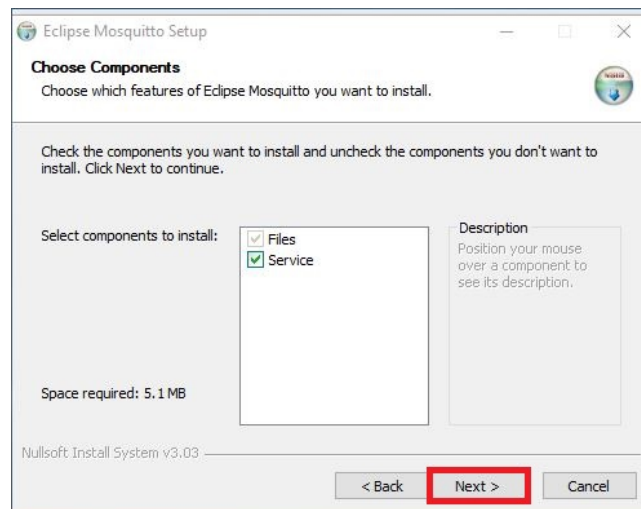 Eclipse Mosquitto Setup
Choose Components
Choose which features of Eclipse Mosquitto you want to install.
Check the components you want to install and uncheck the components you don't want to
install. Click Next to continue.
Select components to install:
Files
Service
Description
Position your mouse
over a component to
see its description.
Space required: 5.1 MB
Nullsoft Install System v3.03
< Back
Next >
Cancel